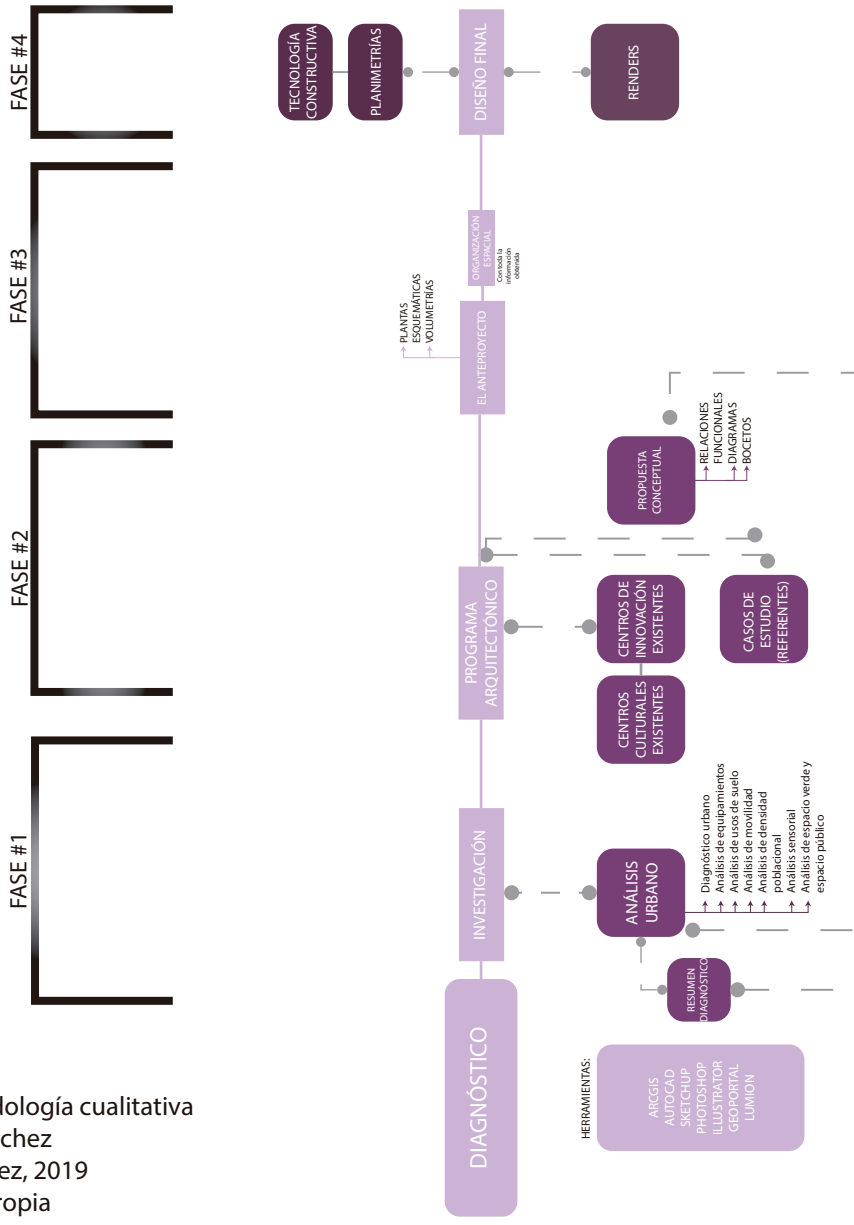 FASE #1
FASE #2
FASE #3
FASE #4
DIAGNÓSTICO
INVESTIGACIÓN
PROGRAMA
ARQUITECTÓNICO
EL ANTEPROYECTO
PLANTAS
ESQUEMÁTICAS
VOLUMETRÍAS
ORGANIZACIÓN
ESPACIAL
Con toda la
información
obtenida
DISEÑO FINAL
TECNOLOGÍA
CONSTRUCTIVA
PLANIMETRÍAS
RENDERS
HERRAMIENTAS:
ARCGIS
AUTOCAD
SKETCHUP
PHOTOSHOP
ILLUSTRATOR
GEOPORTAL
LUMION
RESUMEN
DIAGNÓSTICO
ANÁLISIS
URBANO
Diagnóstico urbano
Análisis de equipamientos
Análisis de usos de suelo
Análisis de movilidad
Análisis de densidad
poblacional
Análisis sensorial
Análisis de espacio verde y
espacio público
CENTROS
CULTURALES
EXISTENTES
CENTROS DE
INNOVACIÓN
EXISTENTES
CASOS DE
ESTUDIO
(REFERENTES)
PROPUESTA
CONCEPTUAL
RELACIONES
FUNCIONALES
DIAGRAMAS
BOCETOS
dología cualitativa
chez
ez, 2019
ropia